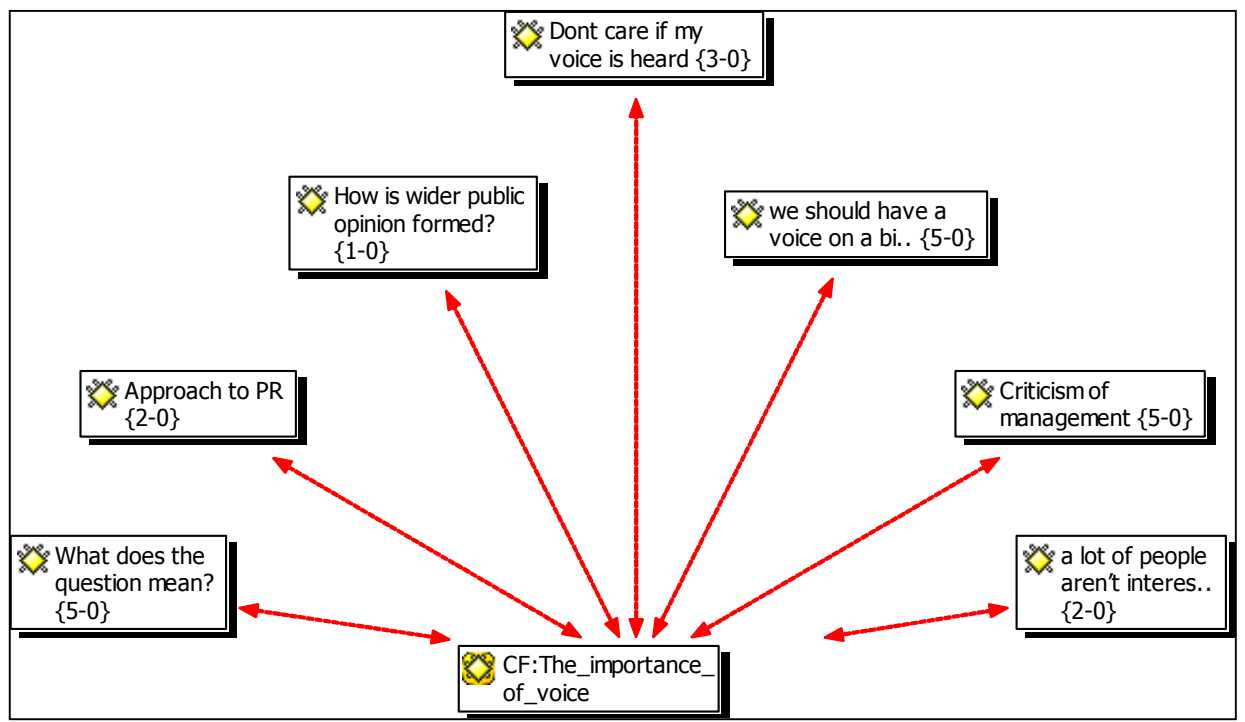 Dont care if my
voice is heard {3-0}
How is wider public
opinion formed?
{1-0}
we should have a
voice on a bi.. {5-0}
Approach to PR
{2-0}
Criticism of
management {5-0}
What does the
question mean?
{5-0}
a lot of people
aren't interes..
{2-0}
CF:The_importance_
of_voice